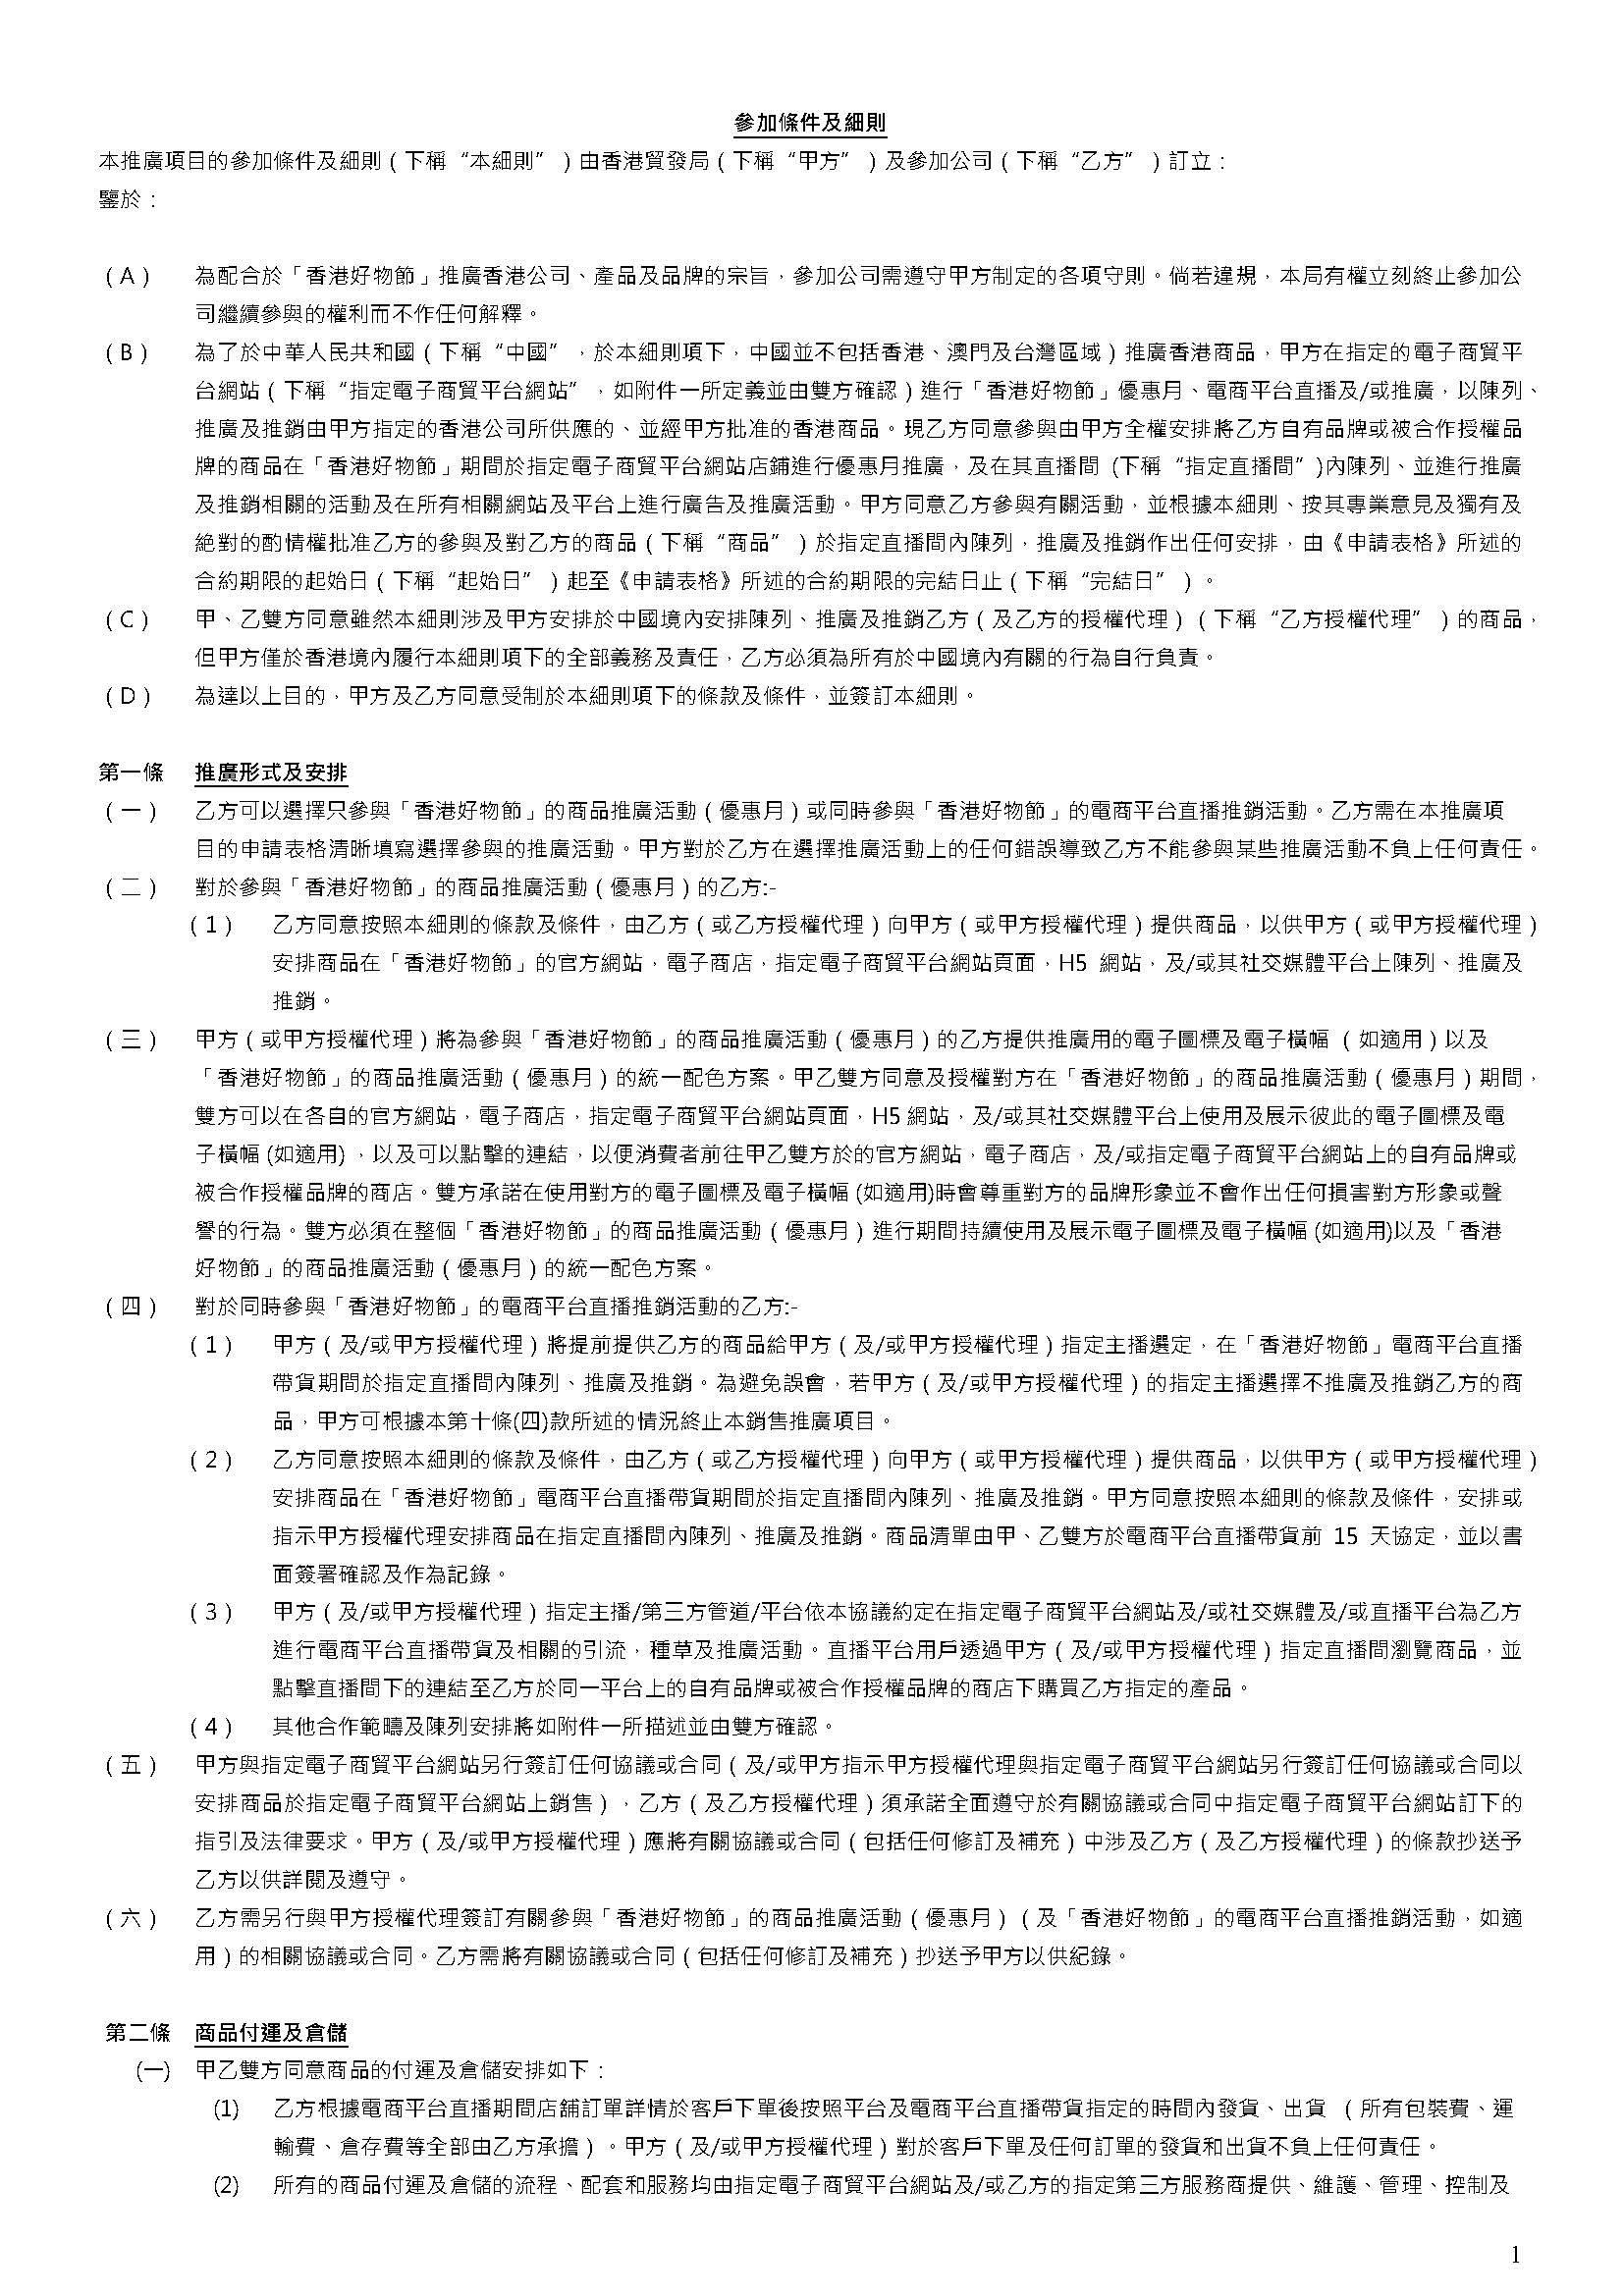 參加條件及細則
本推廣項目的參加條件及細則（下稱“本細則”）由香港貿發局（下稱“甲方”）及參加公司（下稱“乙方”）訂立：
鑒於：
（A） 為配合於「香港好物節」推廣香港公司、產品及品牌的宗旨，參加公司需遵守甲方制定的各項守則。倘若違規，本局有權立刻終止參加公
司繼續參與的權利而不作任何解釋。
（B） 為了於中華人民共和國（下稱“中國”，於本細則項下，中國並不包括香港、澳門及台灣區域）推廣香港商品，甲方在指定的電子商貿平
台網站（下稱“指定電子商貿平台網站”，如附件一所定義並由雙方確認）進行「香港好物節」優惠月、電商平台直播及/或推廣，以陳列、
推廣及推銷由甲方指定的香港公司所供應的、並經甲方批准的香港商品。現乙方同意參與由甲方全權安排將乙方自有品牌或被合作授權品
牌的商品在「香港好物節」期間於指定電子商貿平台網站店鋪進行優惠月推廣，及在其直播間 (下稱“指定直播間”)內陳列、並進行推廣
及推銷相關的活動及在所有相關網站及平台上進行廣告及推廣活動。甲方同意乙方參與有關活動，並根據本細則、按其專業意見及獨有及
絕對的酌情權批准乙方的參與及對乙方的商品（下稱“商品”）於指定直播間內陳列，推廣及推銷作出任何安排，由《申請表格》所述的
合約期限的起始日（下稱“起始日”）起至《申請表格》所述的合約期限的完結日止（下稱“完結日”）。
（C） 甲、乙雙方同意雖然本細則涉及甲方安排於中國境內安排陳列、推廣及推銷乙方（及乙方的授權代理）（下稱“乙方授權代理”）的商品，
但甲方僅於香港境內履行本細則項下的全部義務及責任，乙方必須為所有於中國境內有關的行為自行負責。
（D） 為達以上目的，甲方及乙方同意受制於本細則項下的條款及條件，並簽訂本細則。
第一條 推廣形式及安排
（一） 乙方可以選擇只參與「香港好物節」的商品推廣活動（優惠月）或同時參與「香港好物節」的電商平台直播推銷活動。乙方需在本推廣項
目的申請表格清晰填寫選擇參與的推廣活動。甲方對於乙方在選擇推廣活動上的任何錯誤導致乙方不能參與某些推廣活動不負上任何責任。
（二） 對於參與「香港好物節」的商品推廣活動（優惠月）的乙方:-
（1） 乙方同意按照本細則的條款及條件，由乙方（或乙方授權代理）向甲方（或甲方授權代理）提供商品，以供甲方（或甲方授權代理）
安排商品在「香港好物節」的官方網站，電子商店，指定電子商貿平台網站頁面，H5 網站，及/或其社交媒體平台上陳列、推廣及
推銷。
（三） 甲方（或甲方授權代理）將為參與「香港好物節」的商品推廣活動（優惠月）的乙方提供推廣用的電子圖標及電子橫幅 （如適用）以及
「香港好物節」的商品推廣活動（優惠月）的統一配色方案。甲乙雙方同意及授權對方在「香港好物節」的商品推廣活動（優惠月）期間，
雙方可以在各自的官方網站，電子商店，指定電子商貿平台網站頁面，H5 網站，及/或其社交媒體平台上使用及展示彼此的電子圖標及電
子橫幅 (如適用) ，以及可以點擊的連結，以便消費者前往甲乙雙方於的官方網站，電子商店，及/或指定電子商貿平台網站上的自有品牌或
被合作授權品牌的商店。雙方承諾在使用對方的電子圖標及電子橫幅 (如適用)時會尊重對方的品牌形象並不會作出任何損害對方形象或聲
譽的行為。雙方必須在整個「香港好物節」的商品推廣活動（優惠月）進行期間持續使用及展示電子圖標及電子橫幅 (如適用)以及「香港
好物節」的商品推廣活動（優惠月）的統一配色方案。
（四） 對於同時參與「香港好物節」的電商平台直播推銷活動的乙方:-
（1） 甲方（及/或甲方授權代理）將提前提供乙方的商品給甲方（及/或甲方授權代理）指定主播選定，在「香港好物節」電商平台直播
帶貨期間於指定直播間內陳列、推廣及推銷。為避免誤會，若甲方（及/或甲方授權代理）的指定主播選擇不推廣及推銷乙方的商
品，甲方可根據本第十條(四)款所述的情況終止本銷售推廣項目。
（2） 乙方同意按照本細則的條款及條件，由乙方（或乙方授權代理）向甲方（或甲方授權代理）提供商品，以供甲方（或甲方授權代理）
安排商品在「香港好物節」電商平台直播帶貨期間於指定直播間內陳列、推廣及推銷。甲方同意按照本細則的條款及條件，安排或
指示甲方授權代理安排商品在指定直播間內陳列、推廣及推銷。商品清單由甲、乙雙方於電商平台直播帶貨前 15 天協定，並以書
面簽署確認及作為記錄。
（3） 甲方（及/或甲方授權代理）指定主播/第三方管道/平台依本協議約定在指定電子商貿平台網站及/或社交媒體及/或直播平台為乙方
進行電商平台直播帶貨及相關的引流，種草及推廣活動。直播平台用戶透過甲方（及/或甲方授權代理）指定直播間瀏覽商品，並
點擊直播間下的連結至乙方於同一平台上的自有品牌或被合作授權品牌的商店下購買乙方指定的產品。
（4） 其他合作範疇及陳列安排將如附件一所描述並由雙方確認。
（五） 甲方與指定電子商貿平台網站另行簽訂任何協議或合同（及/或甲方指示甲方授權代理與指定電子商貿平台網站另行簽訂任何協議或合同以
安排商品於指定電子商貿平台網站上銷售），乙方（及乙方授權代理）須承諾全面遵守於有關協議或合同中指定電子商貿平台網站訂下的
指引及法律要求。甲方（及/或甲方授權代理）應將有關協議或合同（包括任何修訂及補充）中涉及乙方（及乙方授權代理）的條款抄送予
乙方以供詳閱及遵守。
（六） 乙方需另行與甲方授權代理簽訂有關參與「香港好物節」的商品推廣活動（優惠月）（及「香港好物節」的電商平台直播推銷活動，如適
用）的相關協議或合同。乙方需將有關協議或合同（包括任何修訂及補充）抄送予甲方以供紀錄。
第二條 商品付運及倉儲
(一) 甲乙雙方同意商品的付運及倉儲安排如下：
(1) 乙方根據電商平台直播期間店舖訂單詳情於客戶下單後按照平台及電商平台直播帶貨指定的時間內發貨、出貨 （所有包裝費、運
輸費、倉存費等全部由乙方承擔）。甲方（及/或甲方授權代理）對於客戶下單及任何訂單的發貨和出貨不負上任何責任。
(2) 所有的商品付運及倉儲的流程、配套和服務均由指定電子商貿平台網站及/或乙方的指定第三方服務商提供、維護、管理、控制及
1